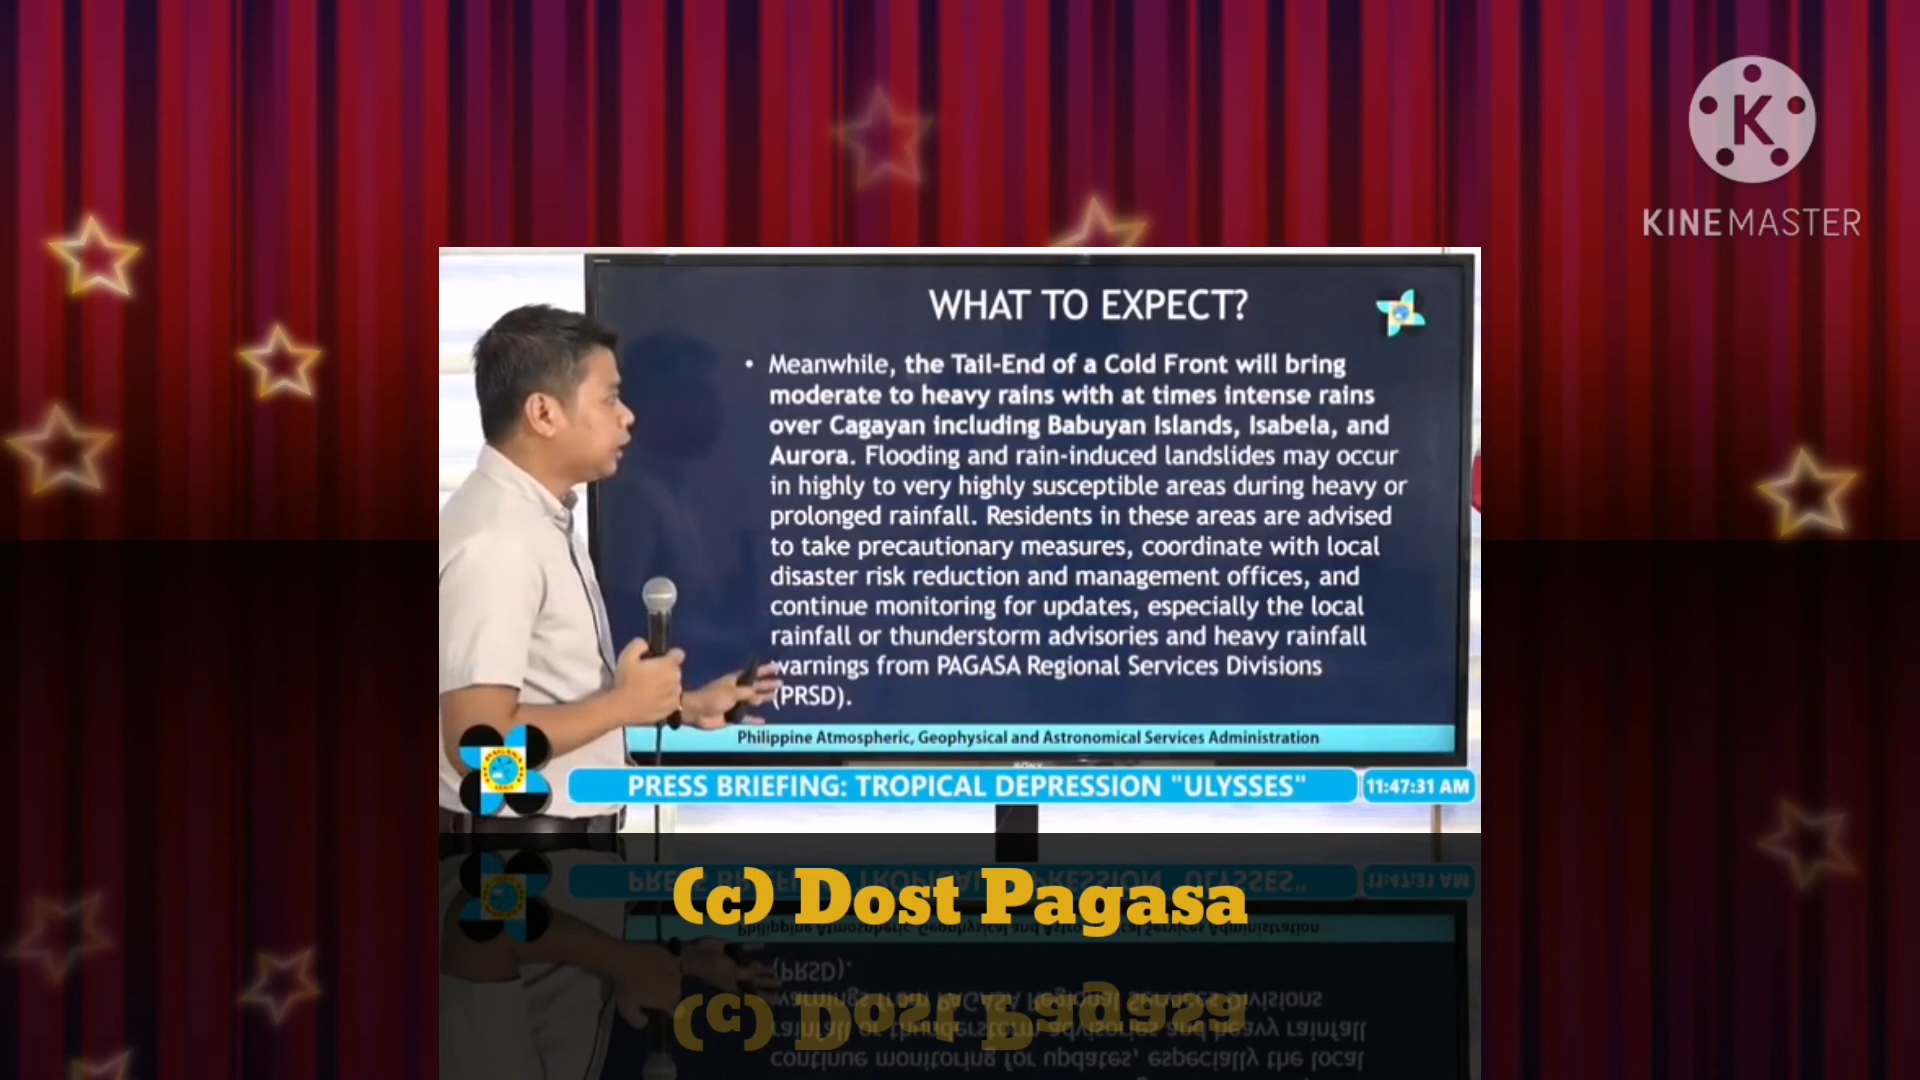 K
KINEMASTER
WHAT TO EXPECT?
• Meanwhile, the Tail-End of a Cold Front will bring
moderate to heavy rains with at times intense rains
over Cagayan including Babuyan Islands, Isabela, and
Aurora. Flooding and rain-induced landslides may occur
in highly to very highly susceptible areas during heavy or
prolonged rainfall. Residents in these areas are advised
to take precautionary measures, coordinate with local
disaster risk reduction and management offices, and
continue monitoring for updates, especially the local
rainfall or thunderstorm advisories and heavy rainfall
warnings from PAGASA Regional Services Divisions
(PRSD).
Philippine Atmospheric, Geophysical and Astronomical Services Administration
SONY
PRESS BRIEFING: TROPICAL DEPRESSION "ULYSSES"
11:47:31 AM
(c) Dost Pagasa